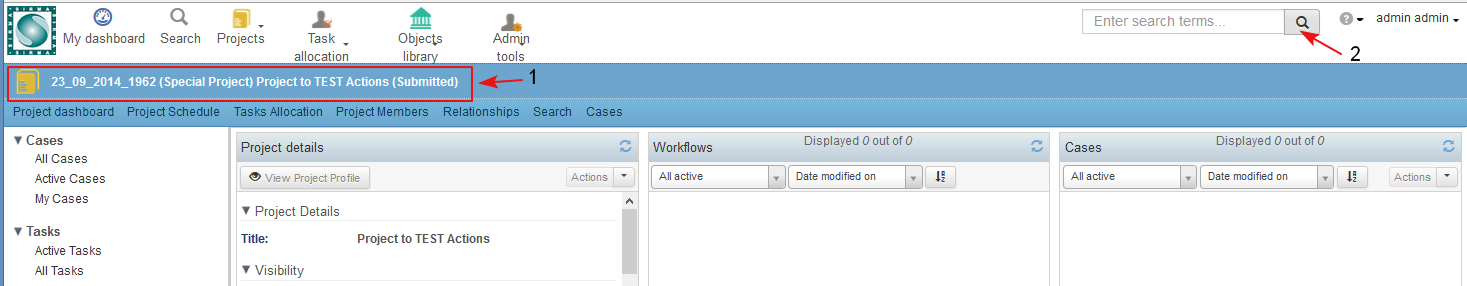 SIRMA SIRMA SIRMA SIRMA
My dashboard Search Projects Task allocation Objects library Admin tools
Enter search terms...
admin admin
2
23_09_2014_1962 (Special Project) Project to TEST Actions (Submitted)
1
Project dashboard Project Schedule Tasks Allocation Project Members Relationships Search Cases
Cases
All Cases
Active Cases
My Cases
Tasks
Active Tasks
All Tasks
Project details
View Project Profile Actions
Project Details
Title: Project to TEST Actions
Visibility
Workflows Displayed 0 out of 0
All active Date modified on
Cases Displayed 0 out of 0
All active Date modified on Actions